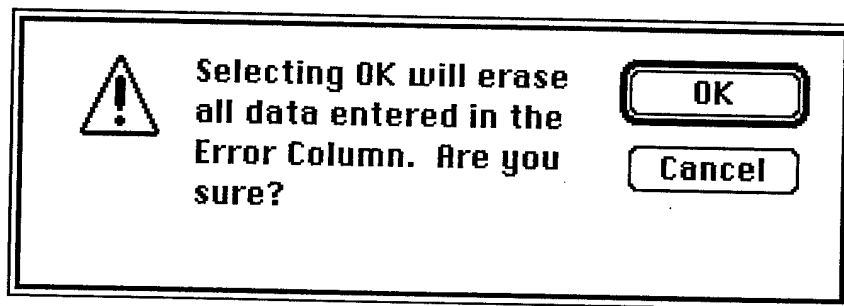 Selecting OK will erase
all data entered in the
Error Column.  Are you
sure?
OK
Cancel